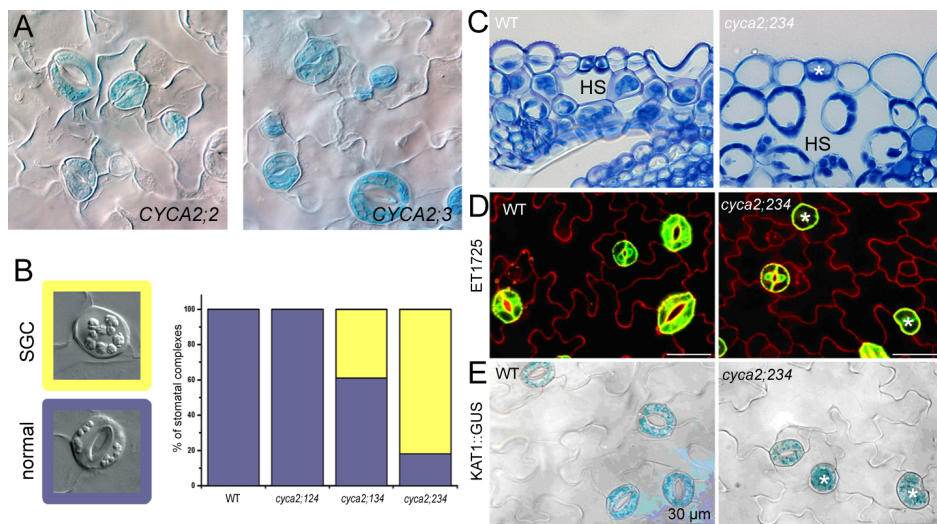 A
CYCA2;2
CYCA2;3
B
SGC
normal
% of stomatal complexes
100
80
60
40
20
0
WT
cyca2;124
cyca2;134
cyca2;234
C
WT
HS
cyca2;234
*
HS
D
ET1725
WT
cyca2;234
*
*
E
KAT1::GUS
WT
30 µm
cyca2;234
*
*